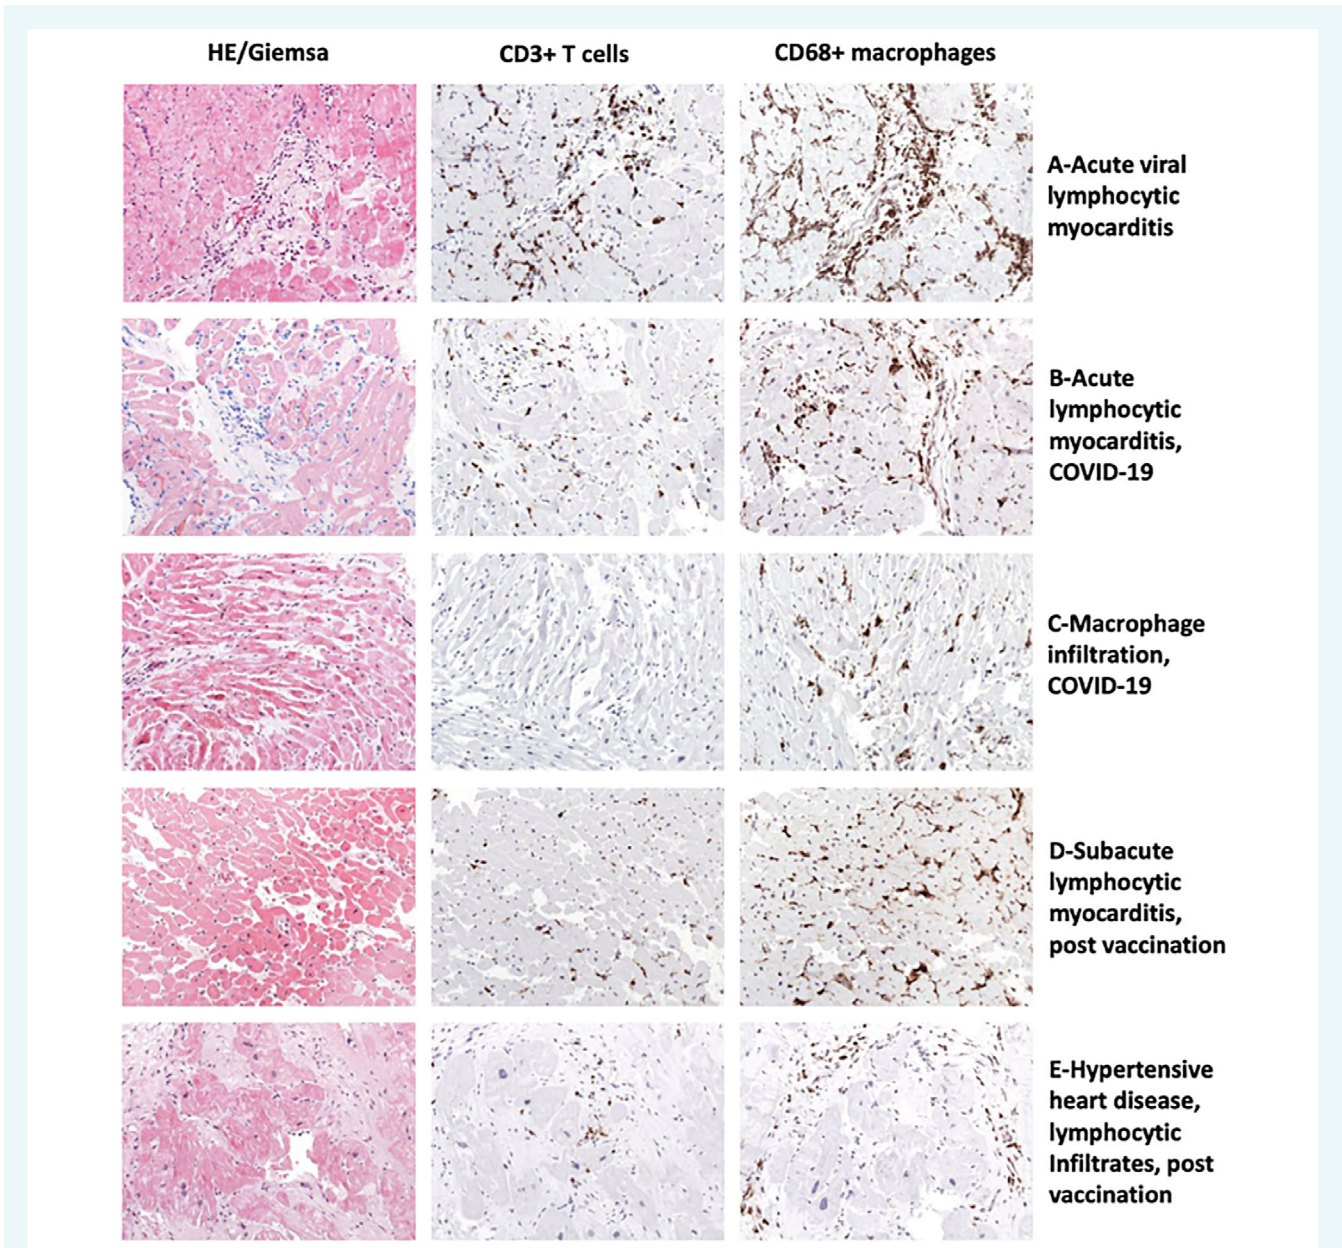 HE/Giemsa
CD3+ T cells
CD68+ macrophages
A-Acute viral
lymphocytic
myocarditis
B-Acute
lymphocytic
myocarditis,
COVID-19
C-Macrophage
infiltration,
COVID-19
D-Subacute
lymphocytic
myocarditis,
post vaccination
E-Hypertensive
heart disease,
lymphocytic
Infiltrates, post
vaccination